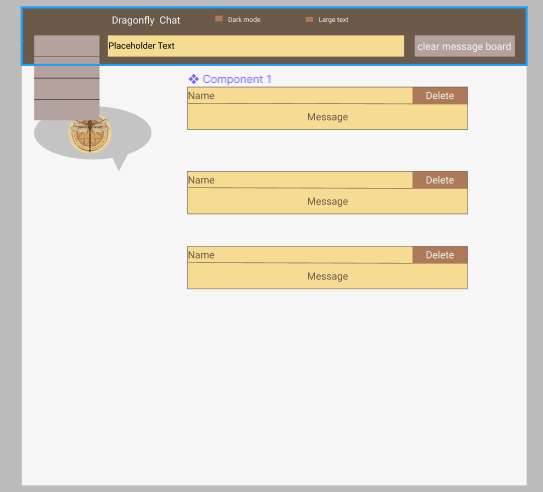 Dragonfly Chat
Dark mode
Large text
Placeholder Text
clear message board
Component 1
Name
Delete
Message
Name
Delete
Message
Name
Delete
Message